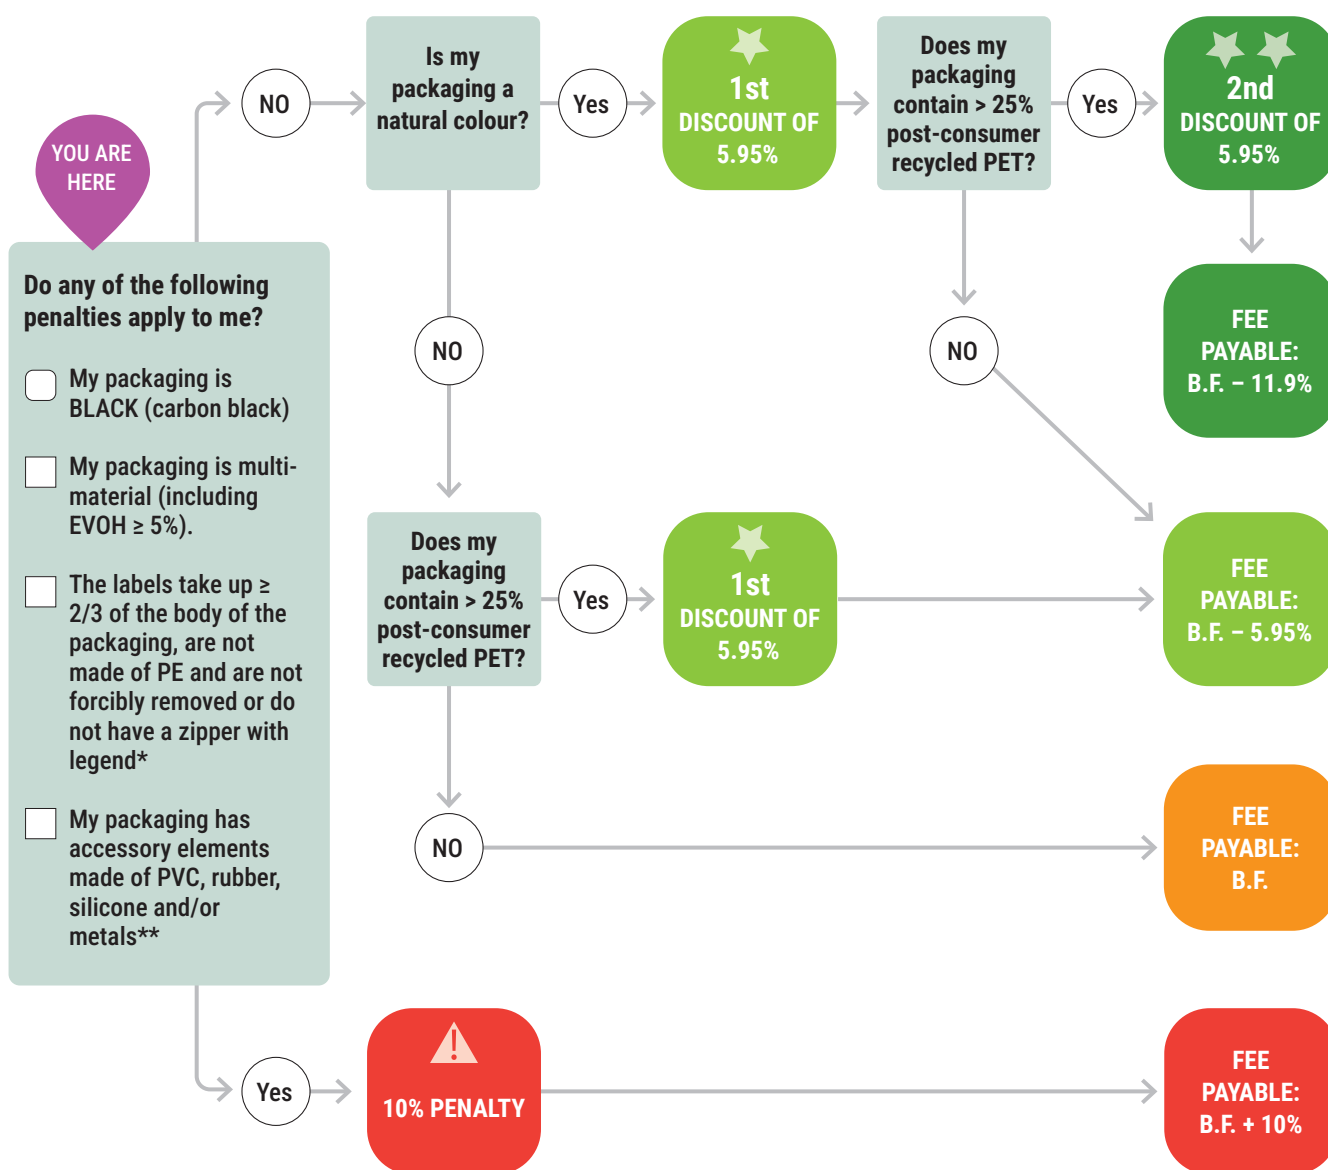 YOU ARE
HERE
Do any of the following
penalties apply to me?
My packaging is
BLACK (carbon black)
My packaging is multi-
material (including
EVOH ≥ 5%).
The labels take up ≥
2/3 of the body of the
packaging, are not
made of PE and are not
forcibly removed or do
not have a zipper with
legend*
My packaging has
accessory elements
made of PVC, rubber,
silicone and/or
metals**
NO
Is my
packaging a
natural colour?
Yes
1st
DISCOUNT OF
5.95%
Does my
packaging
contain > 25%
post-consumer
recycled PET?
Yes
2nd
DISCOUNT OF
5.95%
FEE
PAYABLE:
B.F. – 11.9%
NO
NO
Does my
packaging
contain > 25%
post-consumer
recycled PET?
Yes
1st
DISCOUNT OF
5.95%
FEE
PAYABLE:
B.F. – 5.95%
NO
FEE
PAYABLE:
B.F.
Yes
10% PENALTY
FEE
PAYABLE:
B.F. + 10%